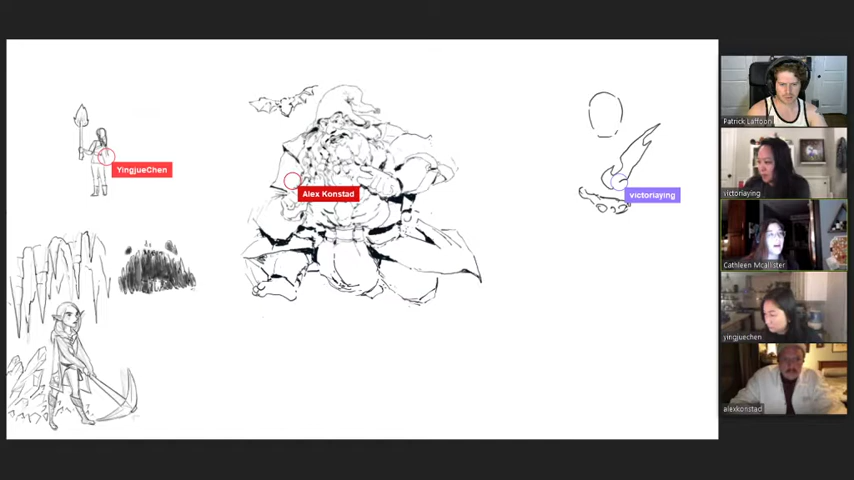 YingjueChen
Alex Konstad
victoriaying
Patrick Laffoon
victoriaying
Cathleen Mcallister
yingjuechen
alexkonstad